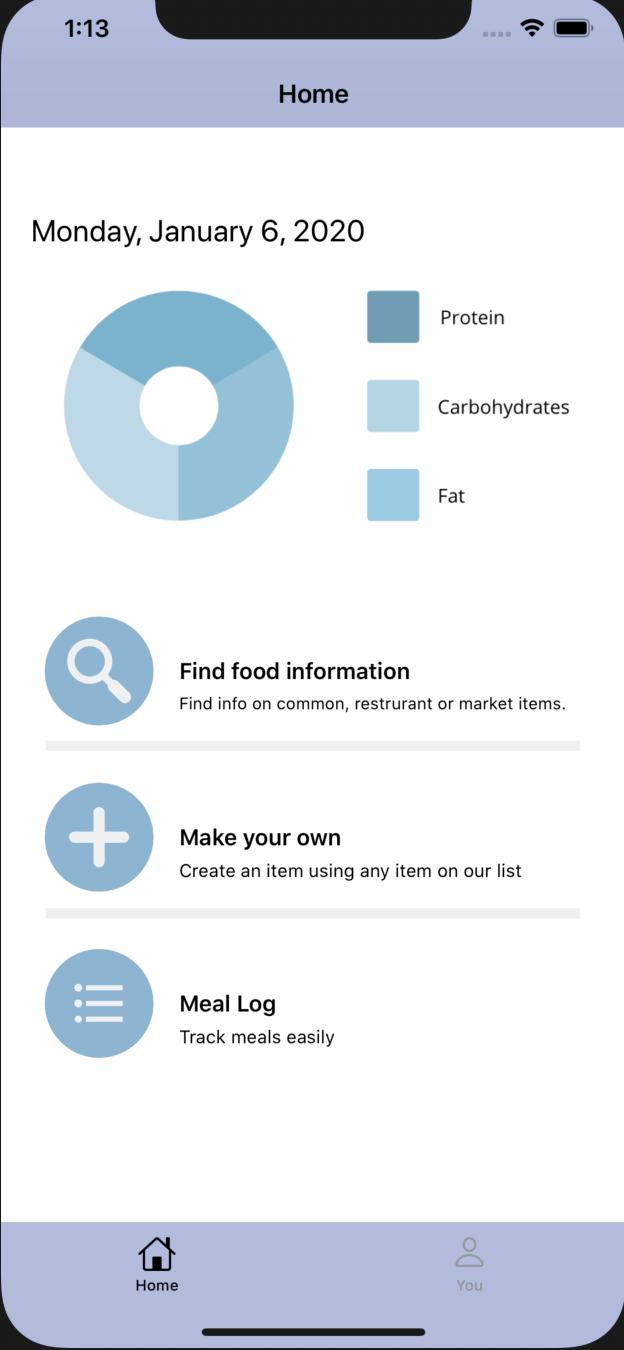 1:13
Home
Monday, January 6, 2020
Protein
Carbohydrates
Fat
Find food information
Find info on common, restrurant or market items.
Make your own
Create an item using any item on our list
Meal Log
Track meals easily
Home
You